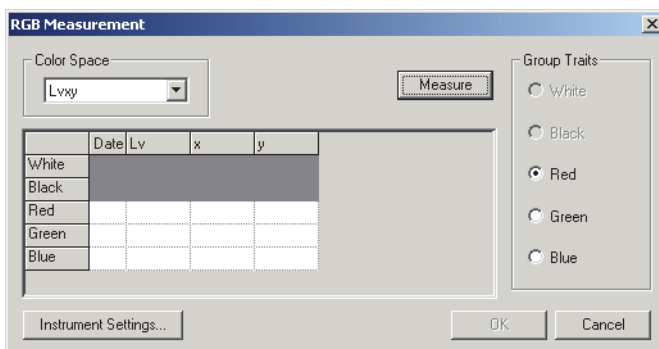 RGB Measurement
Color Space
Lvxy
Measure
Group Traits
White
Black
Red
Green
Blue
Date Lv x y
White
Black
Red
Green
Blue
Instrument Settings...
OK Cancel